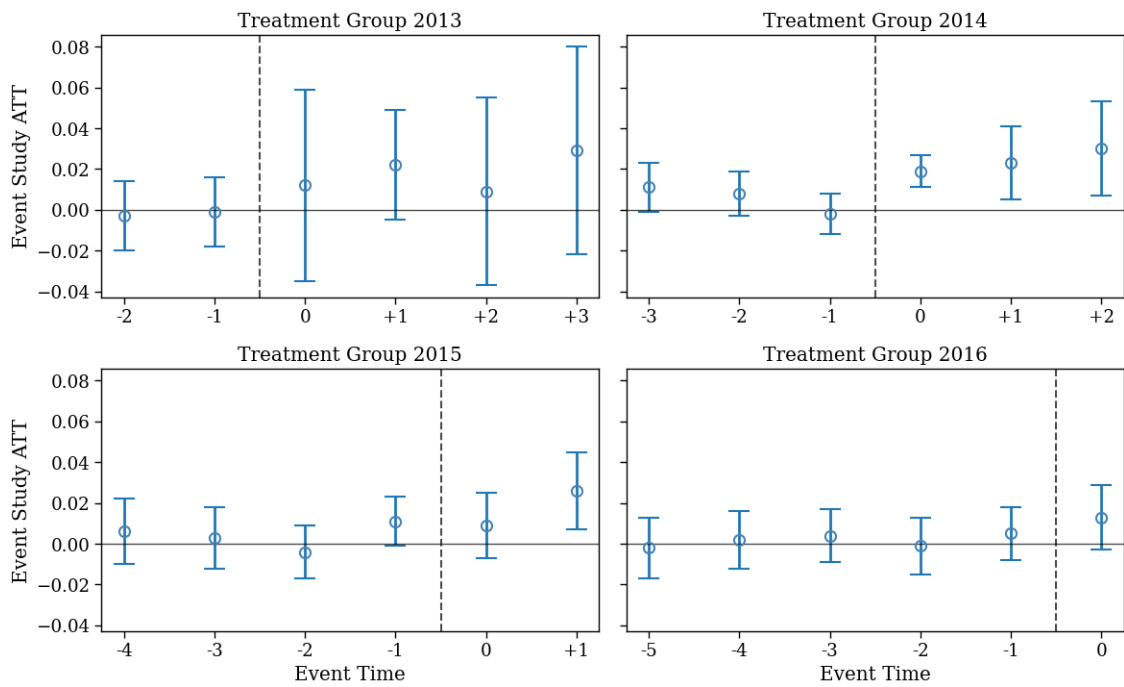 Treatment Group 2013
Treatment Group 2014
Event Study ATT
0.08
0.06
0.04
0.02
0.00
−0.02
−0.04
-2 -1 0 +1 +2 +3
-3 -2 -1 0 +1 +2
Treatment Group 2015
Treatment Group 2016
Event Study ATT
0.08
0.06
0.04
0.02
0.00
−0.02
−0.04
-4 -3 -2 -1 0 +1
-5 -4 -3 -2 -1 0
Event Time
Event Time